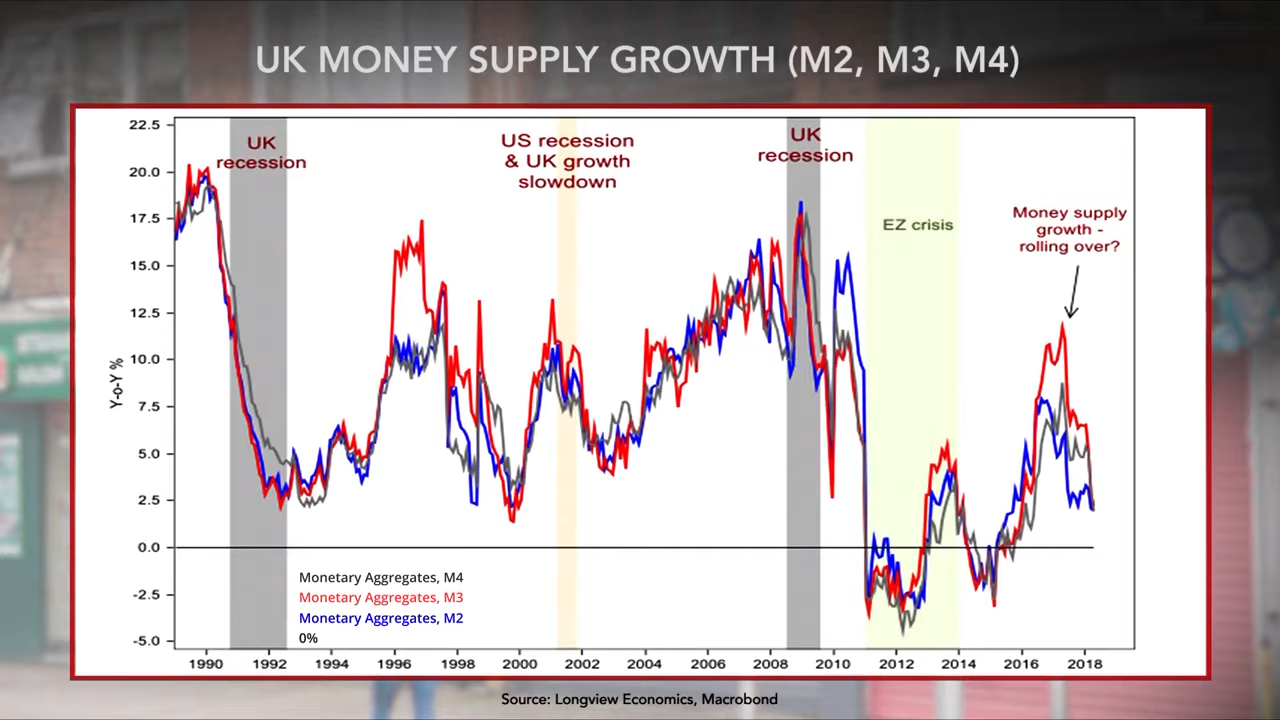 UK MONEY SUPPLY GROWTH (M2, M3, M4)
22.5
20.0
17.5
15.0
12.5
10.0
7.5
5.0
2.5
0.0
-2.5
-5.0
Y-o-Y %
UK
recession
US recession
& UK growth
slowdown
UK
recession
EZ crisis
Money supply
growth -
rolling over?
Monetary Aggregates, M4
Monetary Aggregates, M3
Monetary Aggregates, M2
0%
1990 1992 1994 1996 1998 2000 2002 2004 2006 2008 2010 2012 2014 2016 2018
Source: Longview Economics, Macrobond